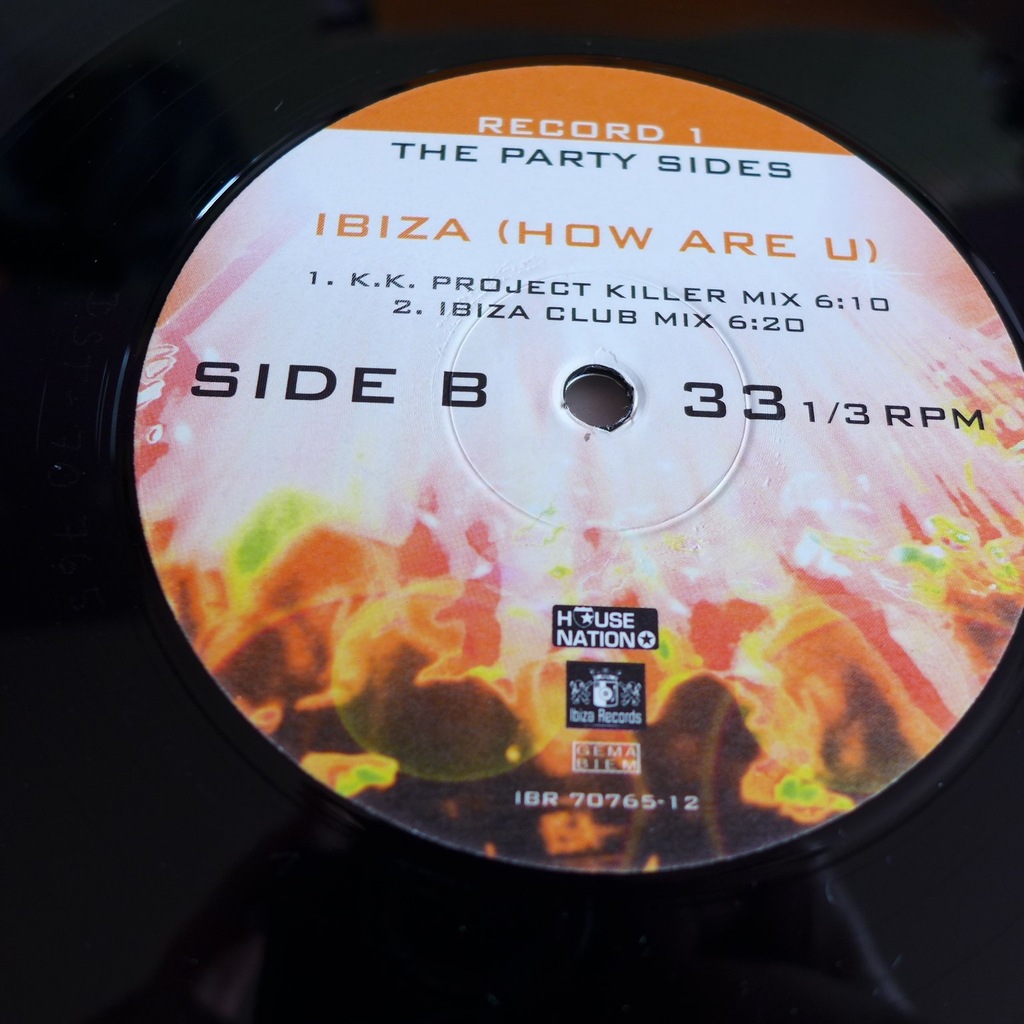 RECORD 1
THE PARTY SIDES
IBIZA (HOW ARE U)
1. K.K. PROJECT KILLER MIX 6:10
2. IBIZA CLUB MIX 6:20
SIDE B
33 1/3 RPM
HOUSE
NATION
Ibiza Records
GEMA
BIEM
IBR 70765-12